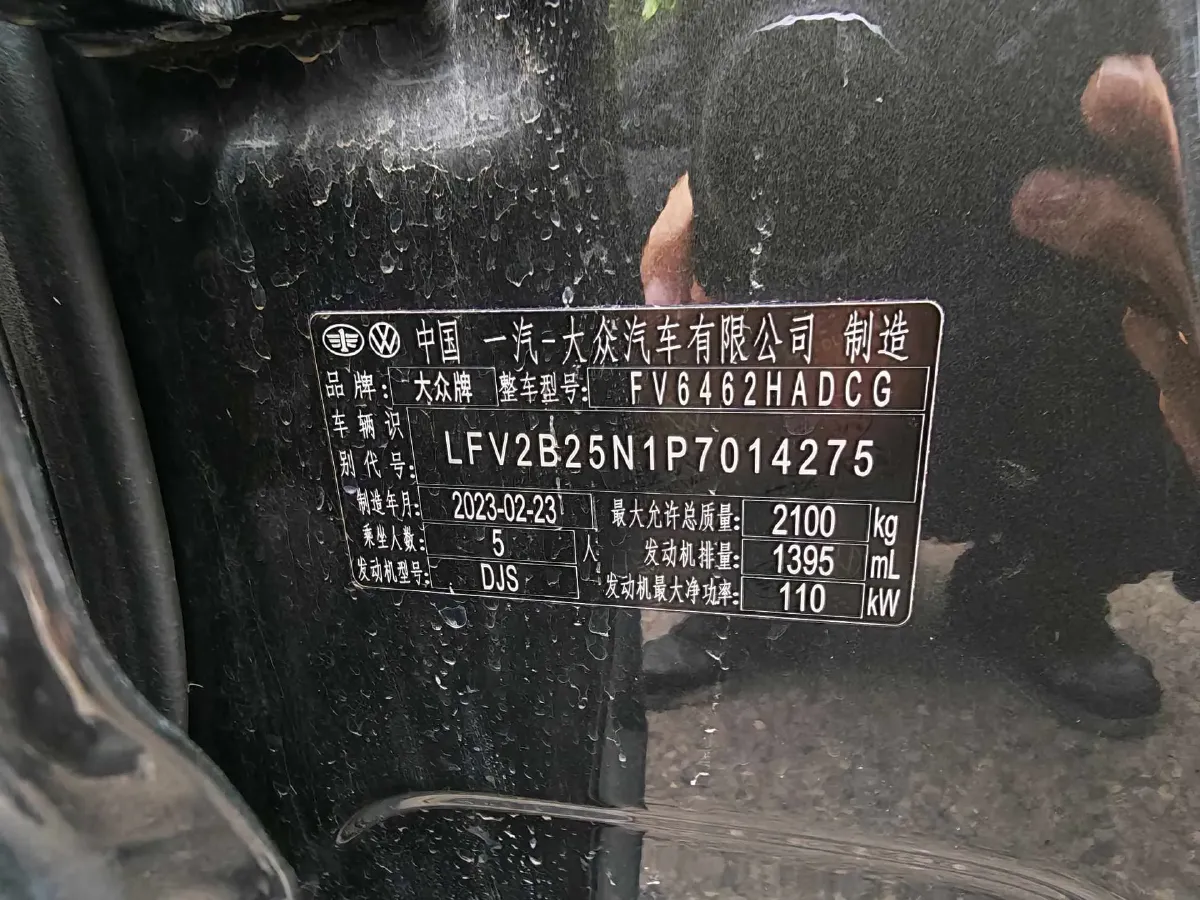 中国 一汽-大众汽车有限公司 制造
品牌: 大众牌 整车型号: FV6462HADCG
车辆识别代号: LFV2B25N1P7014275
制造年月: 2023-02-23 最大允许总质量: 2100 kg
乘坐人数: 5 人 发动机排量: 1395 mL
发动机型号: DJS 发动机最大净功率: 110 kW